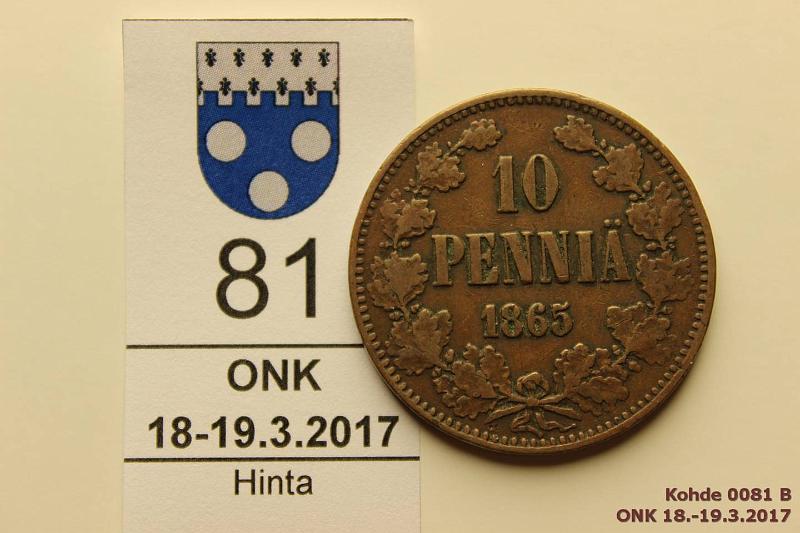 81
ONK
18-19.3.2017
Hinta
10
PENNIÄ
1865
Kohde 0081 B
ONK 18.-19.3.2017